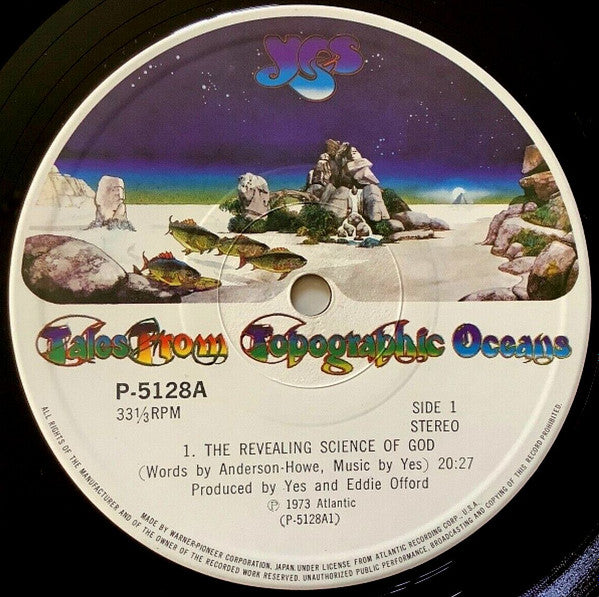 yes
Tales From Topographic Oceans
P-5128A
33⅓RPM
SIDE 1
STEREO
1. THE REVEALING SCIENCE OF GOD
(Words by Anderson-Howe, Music by Yes) 20:27
Produced by Yes and Eddie Offord
Ⓟ 1973 Atlantic
(P-5128A1)
ALL RIGHTS OF THE MANUFACTURER AND OF THE OWNER OF THE RECORDED WORK RESERVED. UNAUTHORIZED PUBLIC PERFORMANCE, BROADCASTING AND COPYING OF THIS RECORD PROHIBITED.
MADE BY WARNER-PIONEER CORPORATION, JAPAN. UNDER LICENSE FROM ATLANTIC RECORDING CORP., U.S.A.